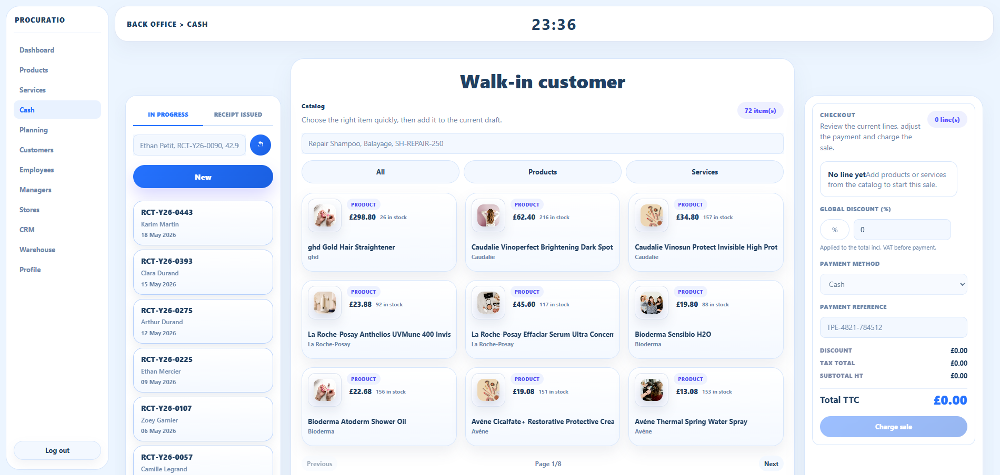 PROCURATIO
Dashboard
Products
Services
Cash
Planning
Customers
Employees
Managers
Stores
CRM
Warehouse
Profile
Log out
BACK OFFICE > CASH
23:36
IN PROGRESS
RECEIPT ISSUED
Ethan Petit, RCT-Y26-0090, 42.9
New
RCT-Y26-0443
Karim Martin
18 May 2026
RCT-Y26-0393
Clara Durand
15 May 2026
RCT-Y26-0275
Arthur Durand
12 May 2026
RCT-Y26-0225
Ethan Mercier
09 May 2026
RCT-Y26-0107
Zoey Garnier
06 May 2026
RCT-Y26-0057
Camille Legrand
Walk-in customer
Catalog
Choose the right item quickly, then add it to the current draft.
72 item(s)
Repair Shampoo, Balayage, SH-REPAIR-250
All
Products
Services
PRODUCT
£298.80 26 in stock
ghd Gold Hair Straightener
ghd
PRODUCT
£62.40 216 in stock
Caudalie Vinoperfect Brightening Dark Spot
Caudalie
PRODUCT
£34.80 157 in stock
Caudalie Vinosun Protect Invisible High Prot
Caudalie
PRODUCT
£23.88 92 in stock
La Roche-Posay Anthelios UVMune 400 Invis
La Roche-Posay
PRODUCT
£45.60 117 in stock
La Roche-Posay Effaclar Serum Ultra Concen
La Roche-Posay
PRODUCT
£19.80 88 in stock
Bioderma Sensibio H2O
Bioderma
PRODUCT
£22.68 156 in stock
Bioderma Atoderm Shower Oil
Bioderma
PRODUCT
£19.08 151 in stock
Avène Cicalfate+ Restorative Protective Crea
Avène
PRODUCT
£13.08 153 in stock
Avène Thermal Spring Water Spray
Avène
Previous
Page 1/8
Next
CHECKOUT
Review the current lines, adjust
the payment and charge the
sale.
0 line(s)
No line yetAdd products or services
from the catalog to start this sale.
GLOBAL DISCOUNT (%)
%
0
Applied to the total incl. VAT before payment.
PAYMENT METHOD
Cash
PAYMENT REFERENCE
TPE-4821-784512
DISCOUNT £0.00
TAX TOTAL £0.00
SUBTOTAL HT £0.00
Total TTC £0.00
Charge sale